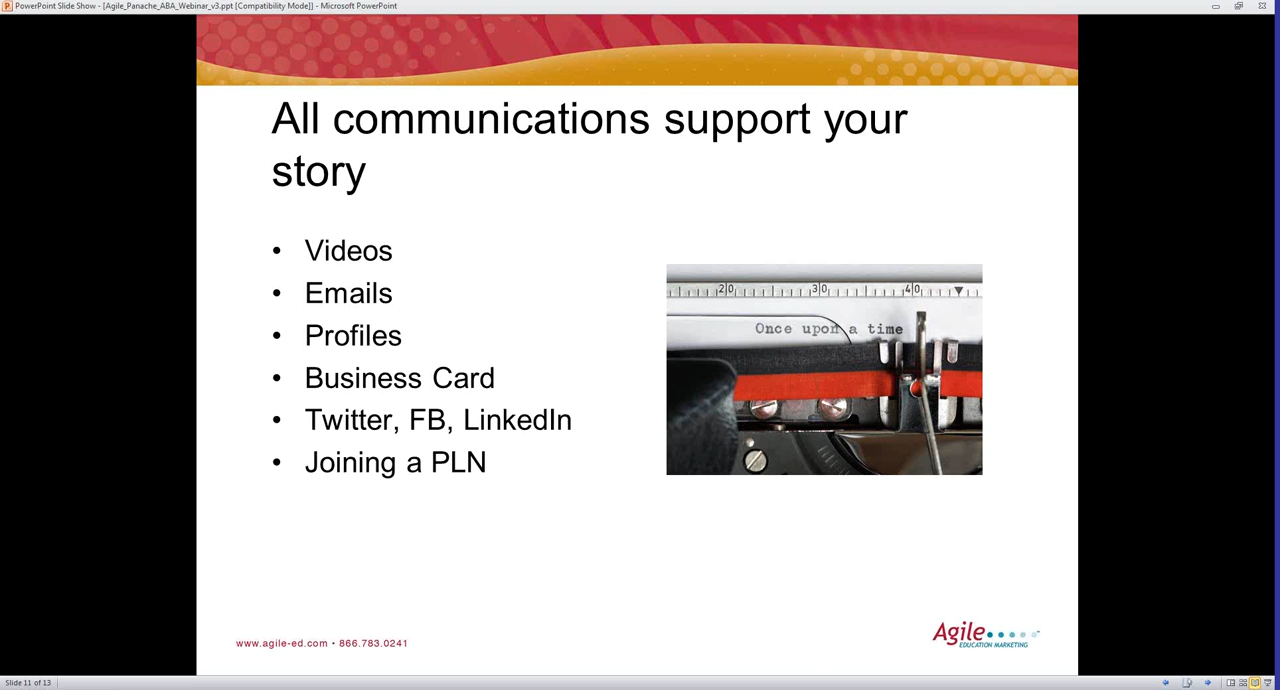 PowerPoint Slide Show - [Agile_Panache_ABA_Webinar_v3.ppt [Compatibility Mode]] - Microsoft PowerPoint
All communications support your
story
• Videos
• Emails
• Profiles
• Business Card
• Twitter, FB, LinkedIn
• Joining a PLN
20 30 40
Once upon a time
www.agile-ed.com • 866.783.0241
Agile
EDUCATION MARKETING
Slide 11 of 13